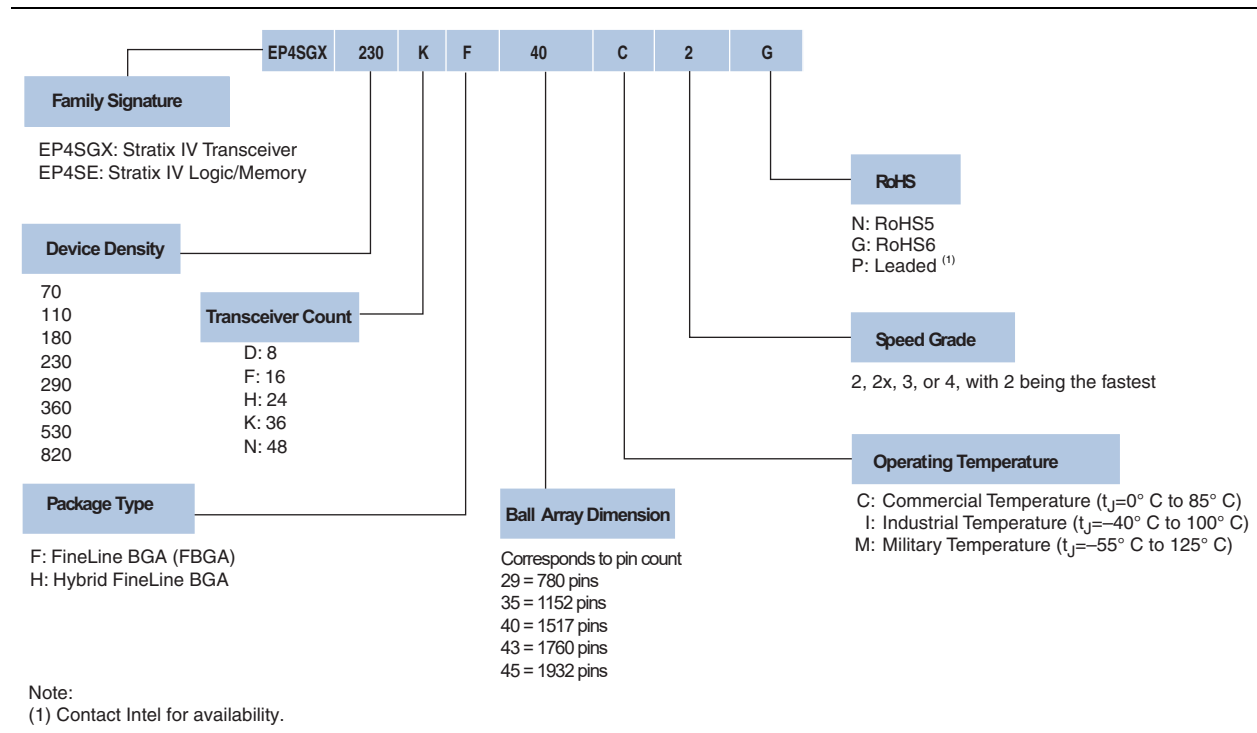 EP4SGX 230 K F 40 C 2 G
Family Signature
EP4SGX: Stratix IV Transceiver
EP4SE: Stratix IV Logic/Memory
Device Density
70
110
180
230
290
360
530
820
Transceiver Count
D: 8
F: 16
H: 24
K: 36
N: 48
Package Type
F: FineLine BGA (FBGA)
H: Hybrid FineLine BGA
Ball Array Dimension
Corresponds to pin count
29 = 780 pins
35 = 1152 pins
40 = 1517 pins
43 = 1760 pins
45 = 1932 pins
RoHS
N: RoHS5
G: RoHS6
P: Leaded (1)
Speed Grade
2, 2x, 3, or 4, with 2 being the fastest
Operating Temperature
C: Commercial Temperature (tJ=0° C to 85° C)
I: Industrial Temperature (tJ=–40° C to 100° C)
M: Military Temperature (tJ=–55° C to 125° C)
Note:
(1) Contact Intel for availability.